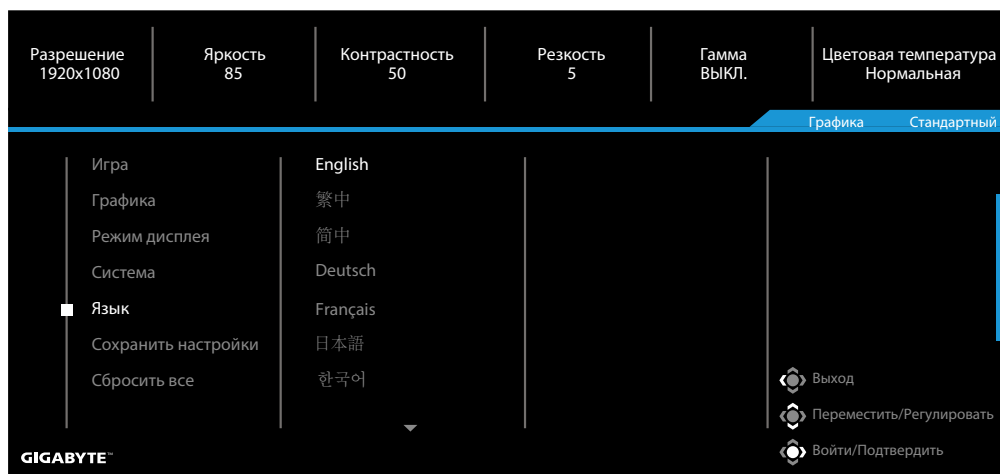 Разрешение
1920x1080
Яркость
85
Контрастность
50
Резкость
5
Гамма
ВЫКЛ.
Цветовая температура
Нормальная
Графика Стандартный
Игра
Графика
Режим дисплея
Система
Язык
Сохранить настройки
Сбросить все
English
繁中
简中
Deutsch
Français
日本語
한국어
Выход
Переместить/Регулировать
Войти/Подтвердить
GIGABYTE™